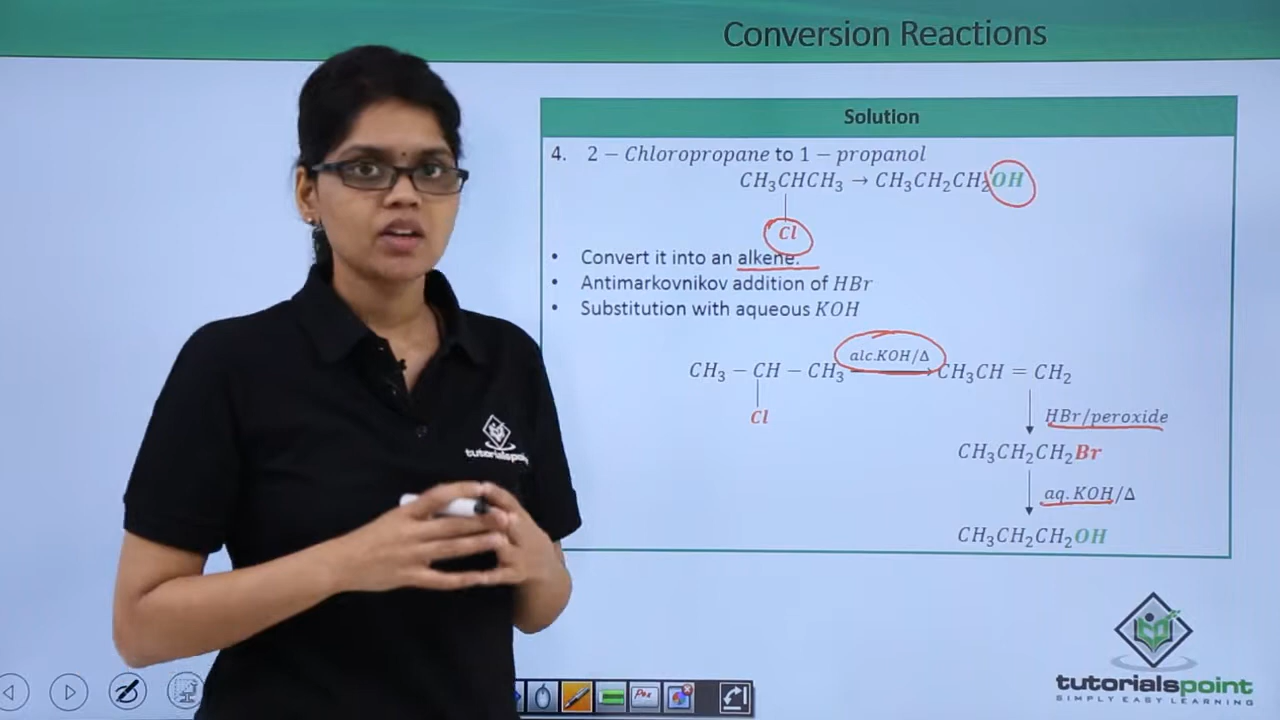 Conversion Reactions
Solution
4. 2 − Chloropropane to 1 − propanol
CH₃CHCH₃ → CH₃CH₂CH₂OH
Cl
• Convert it into an alkene.
• Antimarkovnikov addition of HBr
• Substitution with aqueous KOH
alc.KOH/Δ
CH₃ − CH − CH₃ → CH₃CH = CH₂
Cl
HBr/peroxide
CH₃CH₂CH₂Br
aq.KOH/Δ
CH₃CH₂CH₂OH
tutorialspoint
tutorialspoint
SIMPLY EASY LEARNING